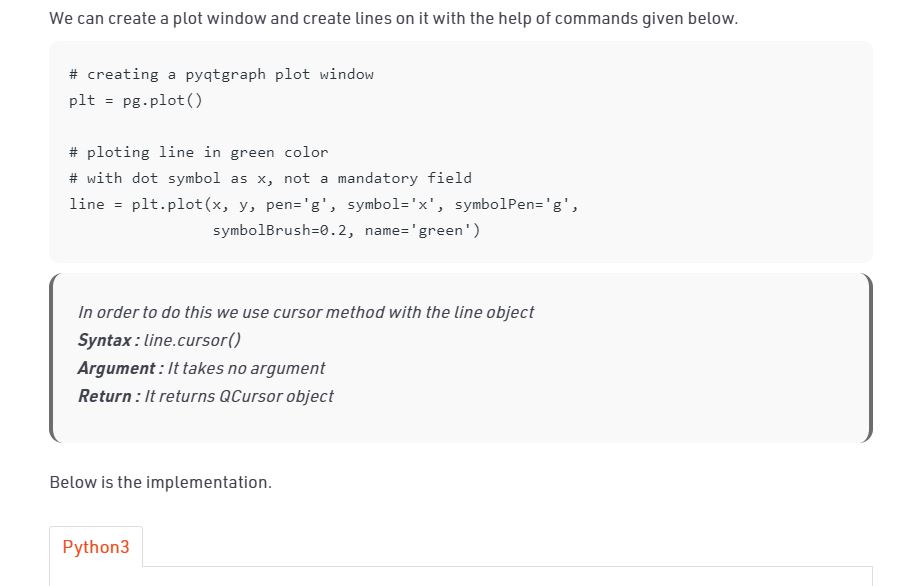 We can create a plot window and create lines on it with the help of commands given below.
# creating a pyqtgraph plot window
plt = pg.plot()
# ploting line in green color
# with dot symbol as x, not a mandatory field
line = plt.plot(x, y, pen='g', symbol='x', symbolPen='g',
                symbolBrush=0.2, name='green')
In order to do this we use cursor method with the line object
Syntax : line.cursor()
Argument : It takes no argument
Return : It returns QCursor object
Below is the implementation.
Python3